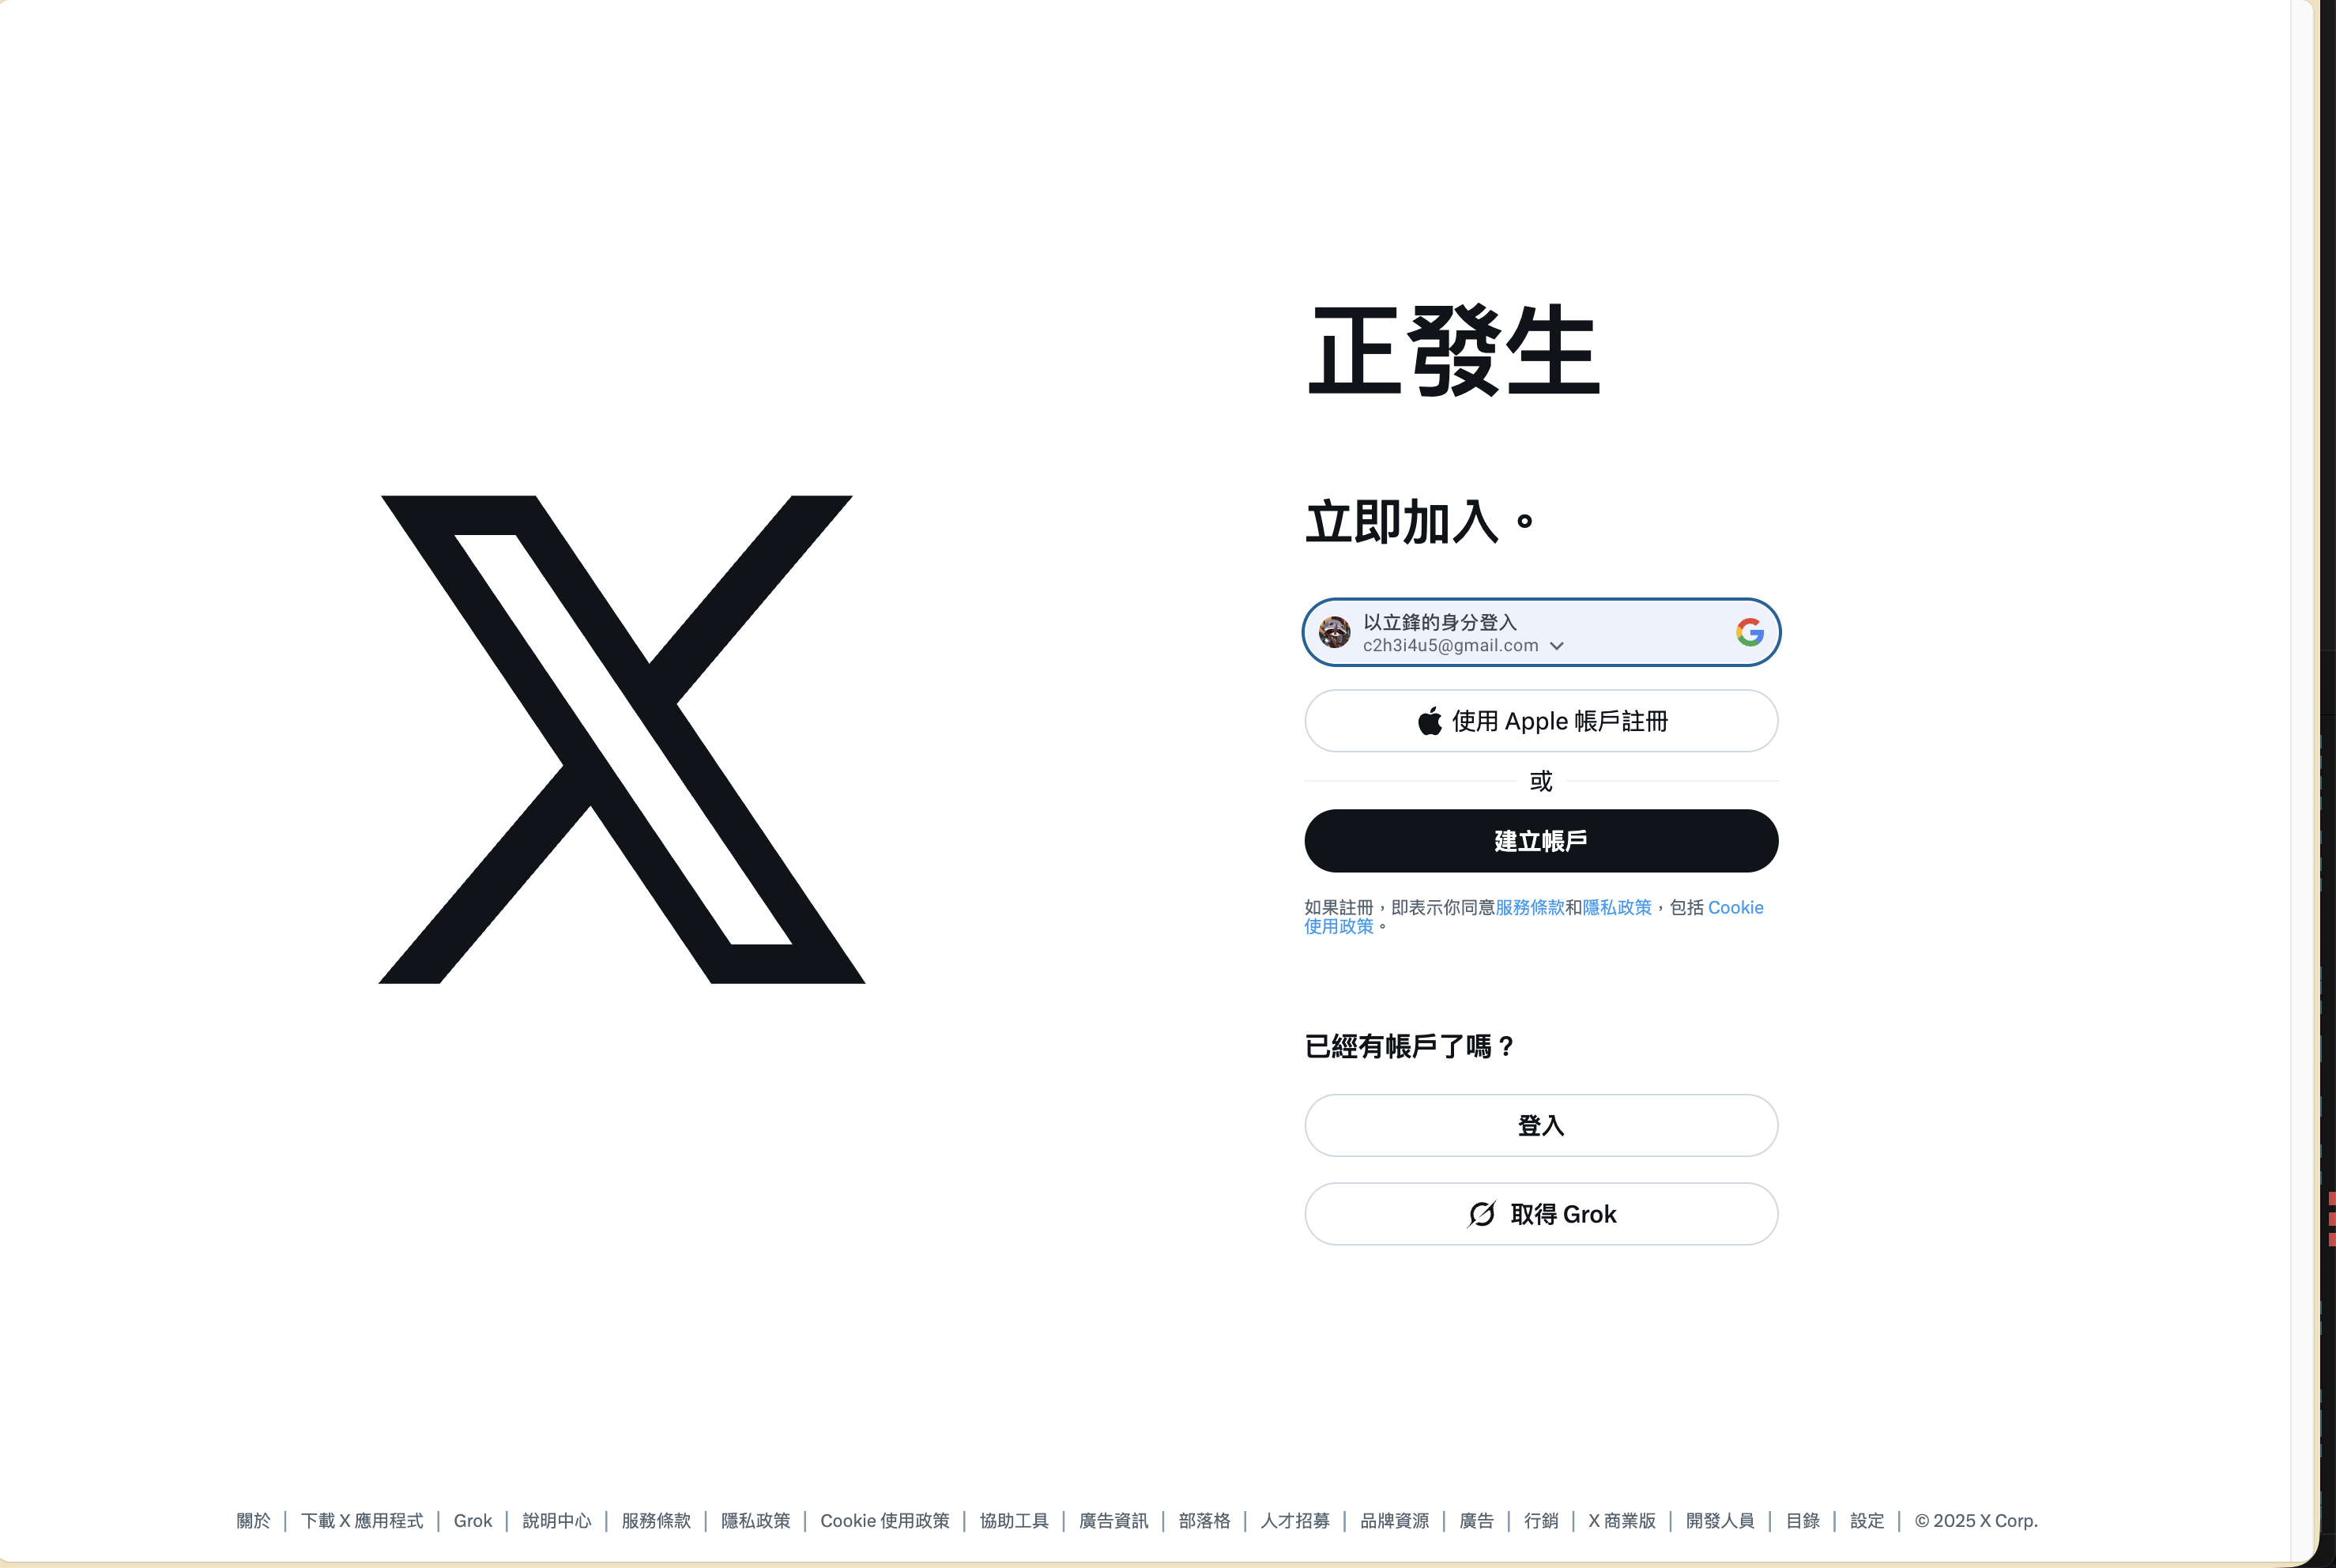 正發生
立即加入。
以立鋒的身分登入
c2h3i4u5@gmail.com
使用 Apple 帳戶註冊
或
建立帳戶
如果註冊，即表示你同意服務條款和隱私政策，包括 Cookie
使用政策。
已經有帳戶了嗎？
登入
取得 Grok
關於 | 下載 X 應用程式 | Grok | 說明中心 | 服務條款 | 隱私政策 | Cookie 使用政策 | 協助工具 | 廣告資訊 | 部落格 | 人才招募 | 品牌資源 | 廣告 | 行銷 | X 商業版 | 開發人員 | 目錄 | 設定 | © 2025 X Corp.